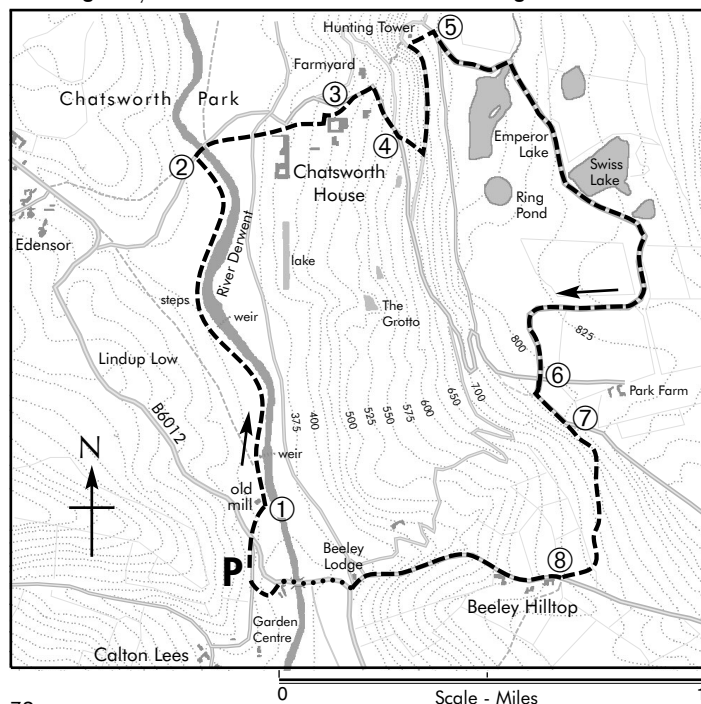 Hunting Tower
⑤
Farmyard
Chatsworth Park
③
Emperor
Lake
②
④
Swiss
Lake
Chatsworth
House
Ring
Pond
Edensor
River Derwent
lake
steps
The
Grotto
weir
825
800
Lindup Low
⑥
700
650
Park Farm
600
575
550
525
500
400
375
B6012
⑦
N
weir
old
mill
①
Beeley
Lodge
⑧
P
Beeley Hilltop
Garden
Centre
Calton Lees
0
Scale - Miles
1